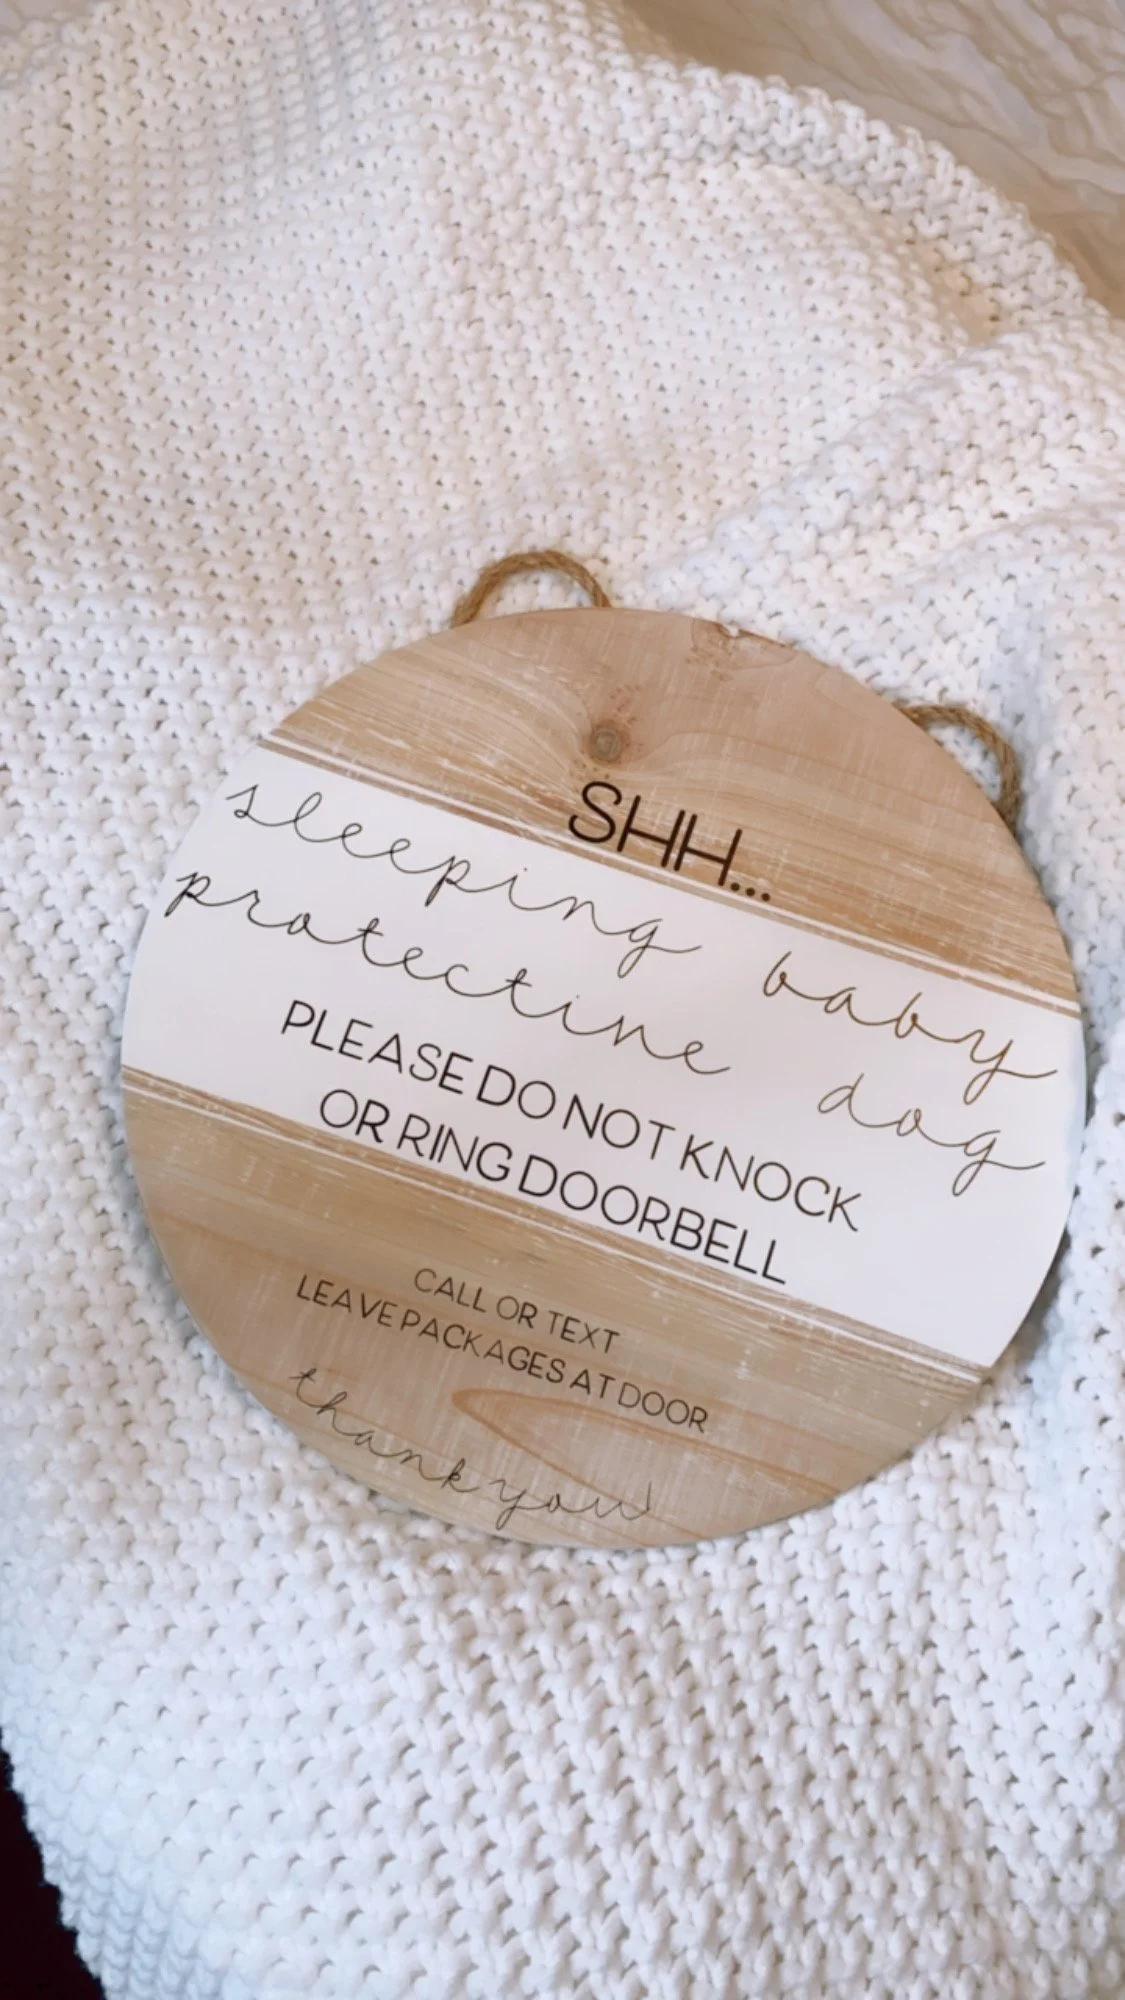 SHH...
sleeping baby
protective dog
PLEASE DO NOT KNOCK
OR RING DOORBELL
CALL OR TEXT
LEAVE PACKAGES AT DOOR
thank you!